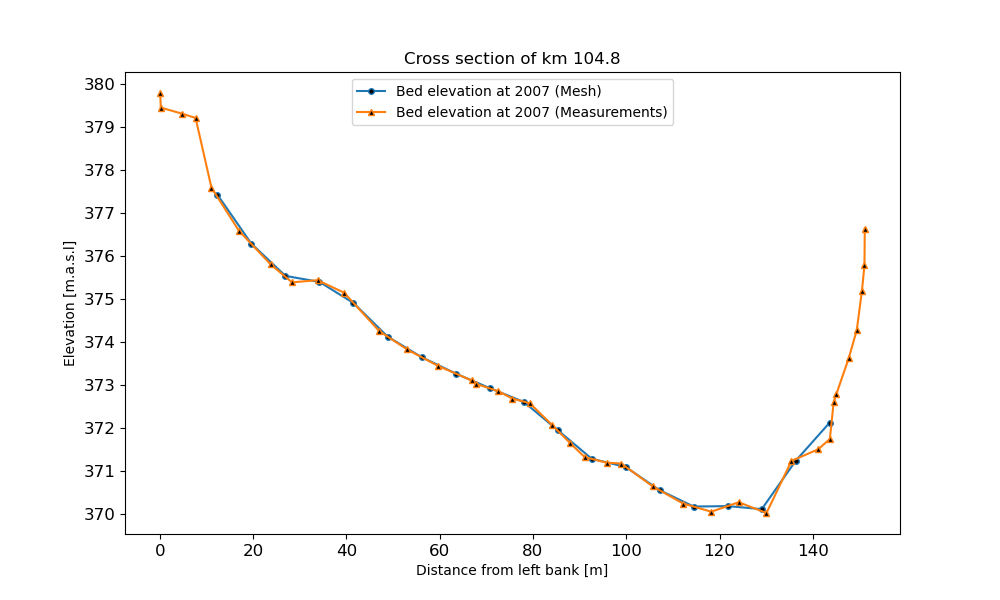 Cross section of km 104.8
Bed elevation at 2007 (Mesh)
Bed elevation at 2007 (Measurements)
380
379
378
377
376
375
374
373
372
371
370
Elevation [m.a.s.l]
0 20 40 60 80 100 120 140
Distance from left bank [m]